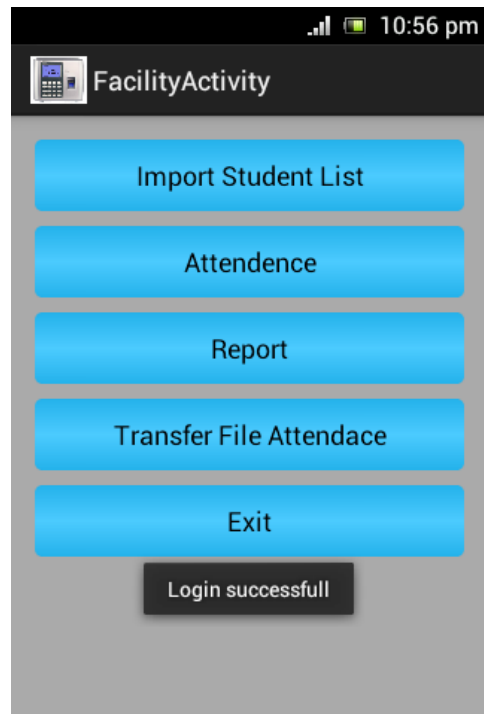 10:56 pm
FacilityActivity
Import Student List
Attendence
Report
Transfer File Attendace
Exit
Login successfull